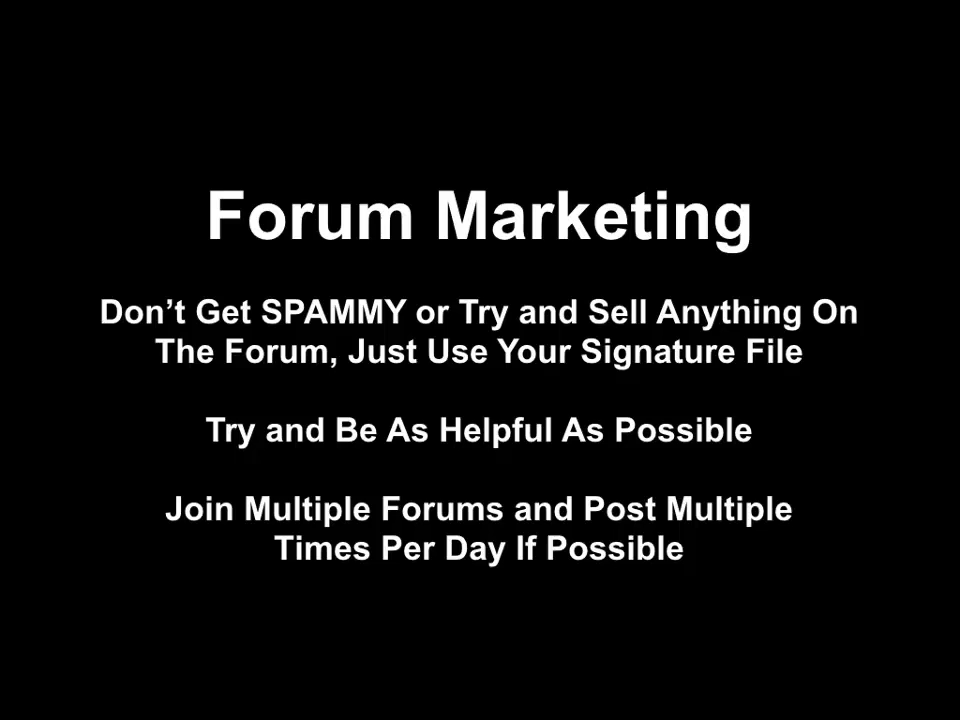 Forum Marketing
Don’t Get SPAMMY or Try and Sell Anything On
The Forum, Just Use Your Signature File
Try and Be As Helpful As Possible
Join Multiple Forums and Post Multiple
Times Per Day If Possible